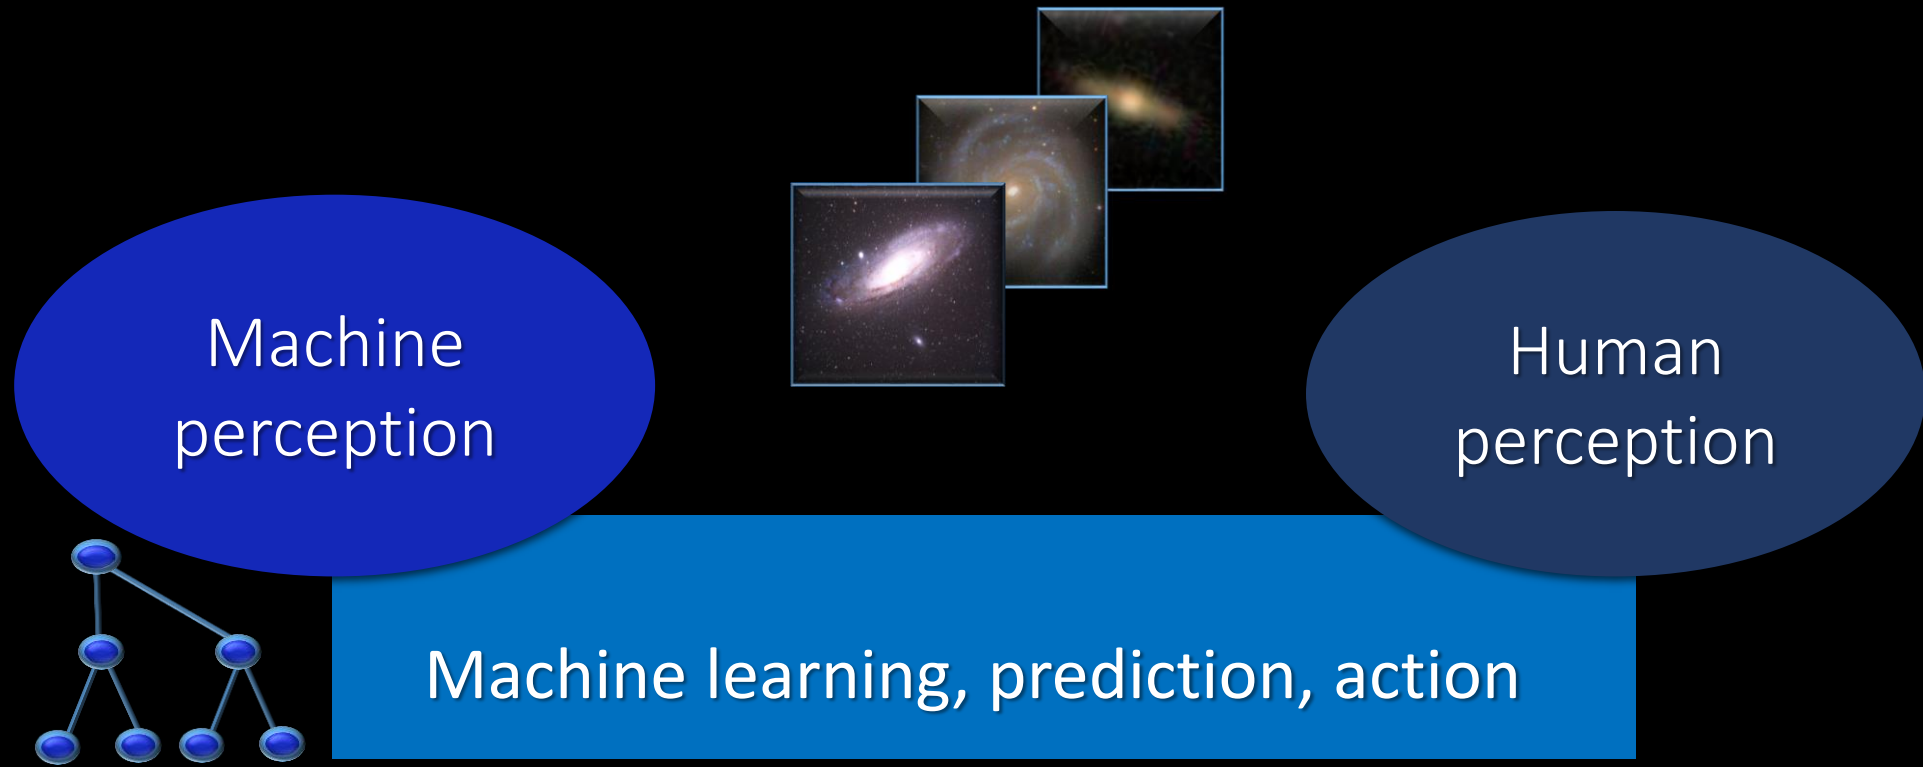 Machine
perception
Human
perception
Machine learning, prediction, action